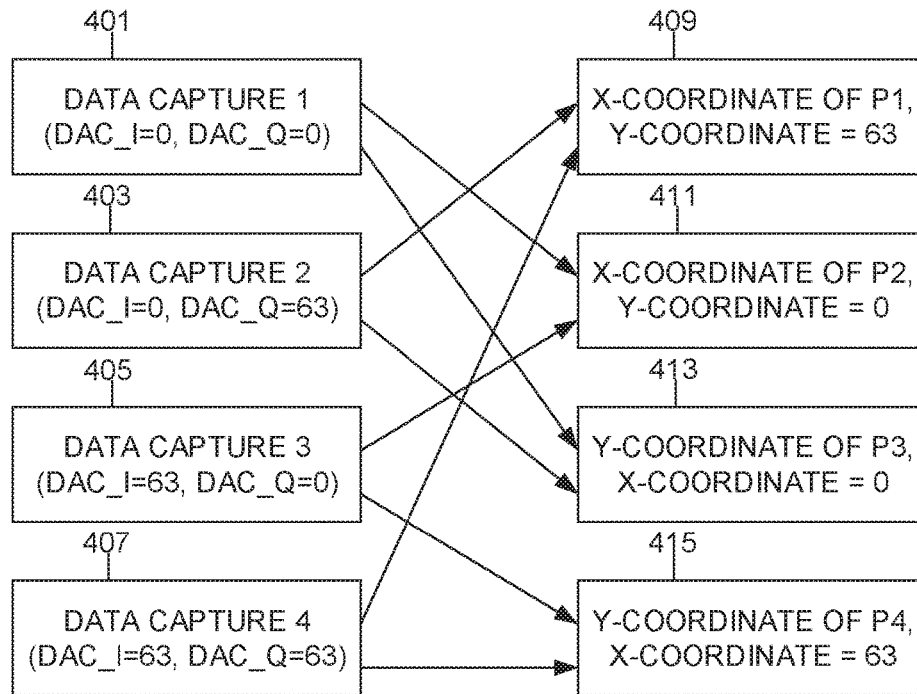 401
DATA CAPTURE 1
(DAC_I=0, DAC_Q=0)
403
DATA CAPTURE 2
(DAC_I=0, DAC_Q=63)
405
DATA CAPTURE 3
(DAC_I=63, DAC_Q=0)
407
DATA CAPTURE 4
(DAC_I=63, DAC_Q=63)
409
X-COORDINATE OF P1,
Y-COORDINATE = 63
411
X-COORDINATE OF P2,
Y-COORDINATE = 0
413
Y-COORDINATE OF P3,
X-COORDINATE = 0
415
Y-COORDINATE OF P4,
X-COORDINATE = 63